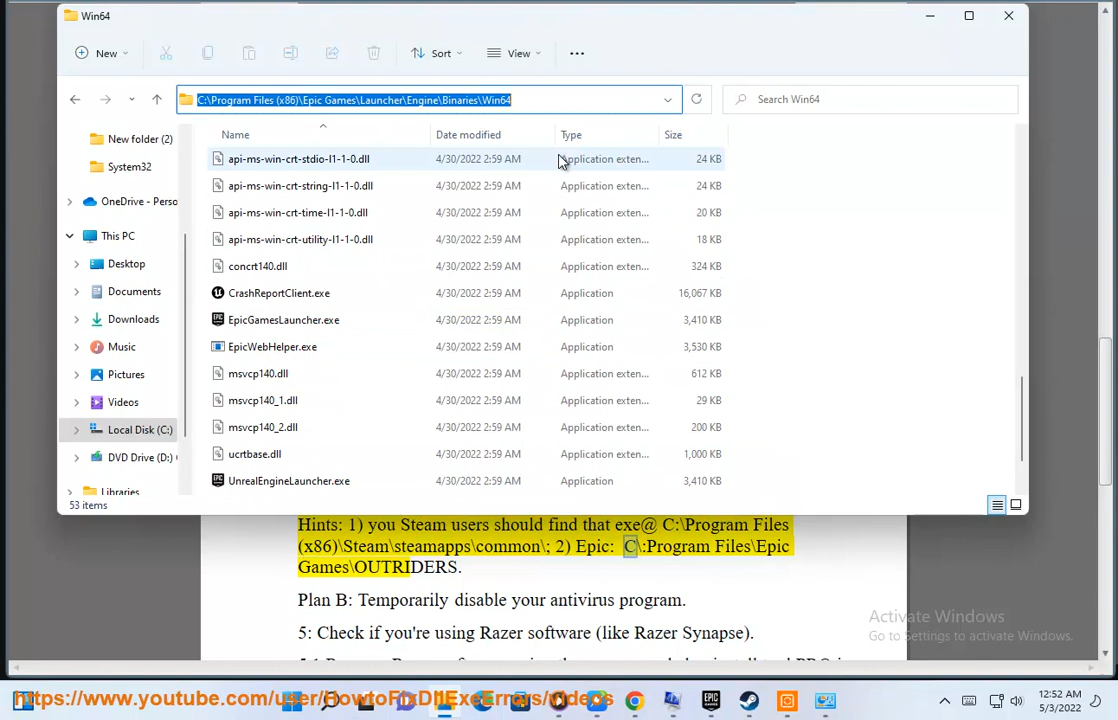 Win64
New
Sort
View
C:\Program Files (x86)\Epic Games\Launcher\Engine\Binaries\Win64
Search Win64
Name
Date modified
Type
Size
New folder (2)
System32
OneDrive - Perso
This PC
Desktop
Documents
Downloads
Music
Pictures
Videos
Local Disk (C:)
DVD Drive (D:)
Libraries
api-ms-win-crt-stdio-l1-1-0.dll 4/30/2022 2:59 AM Application exten... 24 KB
api-ms-win-crt-string-l1-1-0.dll 4/30/2022 2:59 AM Application exten... 24 KB
api-ms-win-crt-time-l1-1-0.dll 4/30/2022 2:59 AM Application exten... 20 KB
api-ms-win-crt-utility-l1-1-0.dll 4/30/2022 2:59 AM Application exten... 18 KB
concrt140.dll 4/30/2022 2:59 AM Application exten... 324 KB
CrashReportClient.exe 4/30/2022 2:59 AM Application 16,067 KB
EpicGamesLauncher.exe 4/30/2022 2:59 AM Application 3,410 KB
EpicWebHelper.exe 4/30/2022 2:59 AM Application 3,530 KB
msvcp140.dll 4/30/2022 2:59 AM Application exten... 612 KB
msvcp140_1.dll 4/30/2022 2:59 AM Application exten... 29 KB
msvcp140_2.dll 4/30/2022 2:59 AM Application exten... 200 KB
ucrtbase.dll 4/30/2022 2:59 AM Application exten... 1,000 KB
UnrealEngineLauncher.exe 4/30/2022 2:59 AM Application 3,410 KB
53 items
Hints: 1) you Steam users should find that exe@ C:\Program Files
(x86)\Steam\steamapps\common\; 2) Epic: C\:Program Files\Epic
Games\OUTRIDERS.
Plan B: Temporarily disable your antivirus program.
5: Check if you're using Razer software (like Razer Synapse).
Activate Windows
Go to Settings to activate Windows.
https://www.youtube.com/user/HowtoFixDllExeErrors/videos
12:52 AM
5/3/2022